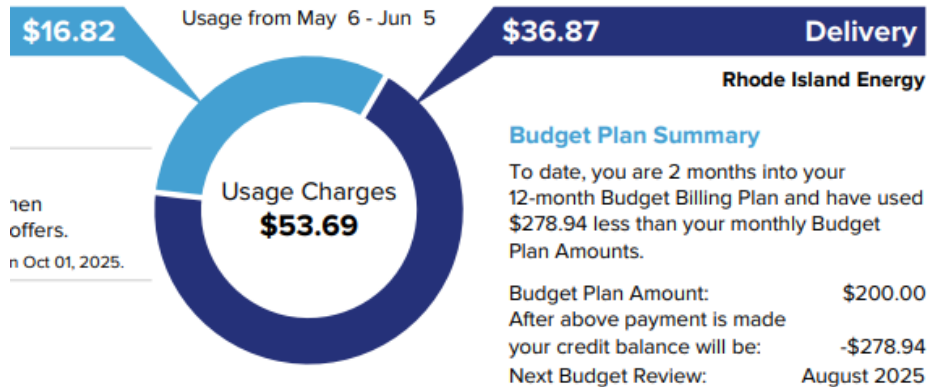 $16.82
Usage from May 6 - Jun 5
$36.87 Delivery
Rhode Island Energy
offers.
Oct 01, 2025.
Usage Charges
$53.69
Budget Plan Summary
To date, you are 2 months into your
12-month Budget Billing Plan and have used
$278.94 less than your monthly Budget
Plan Amounts.
Budget Plan Amount: $200.00
After above payment is made
your credit balance will be: -$278.94
Next Budget Review: August 2025